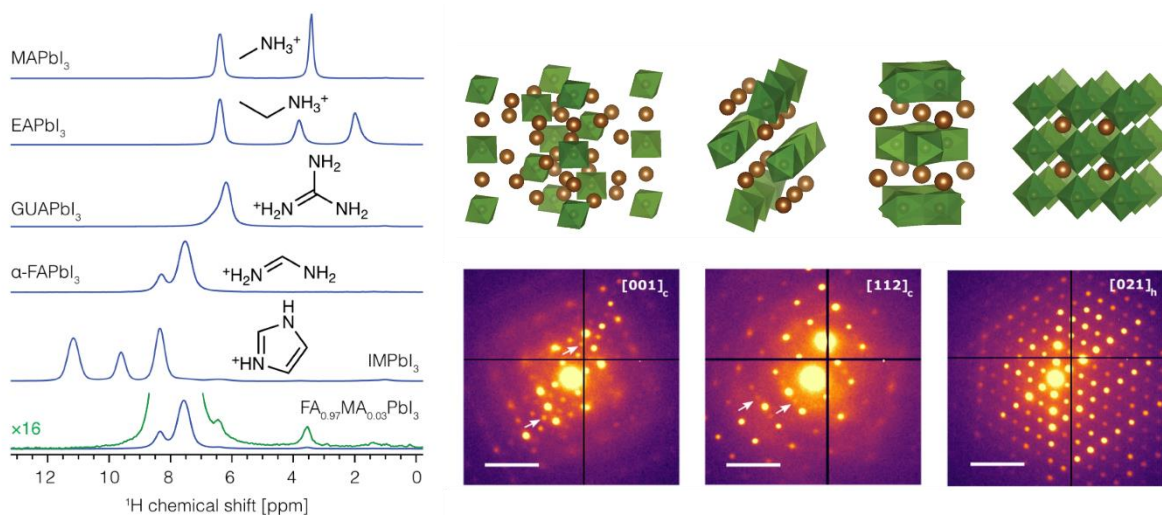 MAPbI₃
NH₃⁺
EAPbI₃
NH₃⁺
NH₂
GUAPbI₃
⁺H₂N
NH₂
α-FAPbI₃
⁺H₂N
NH₂
H
N
⁺HN
IMPbI₃
×16
FA₀.₉₇MA₀.₀₃PbI₃
12 10 8 6 4 2 0
¹H chemical shift [ppm]
[001]c
[112]c
[021]h